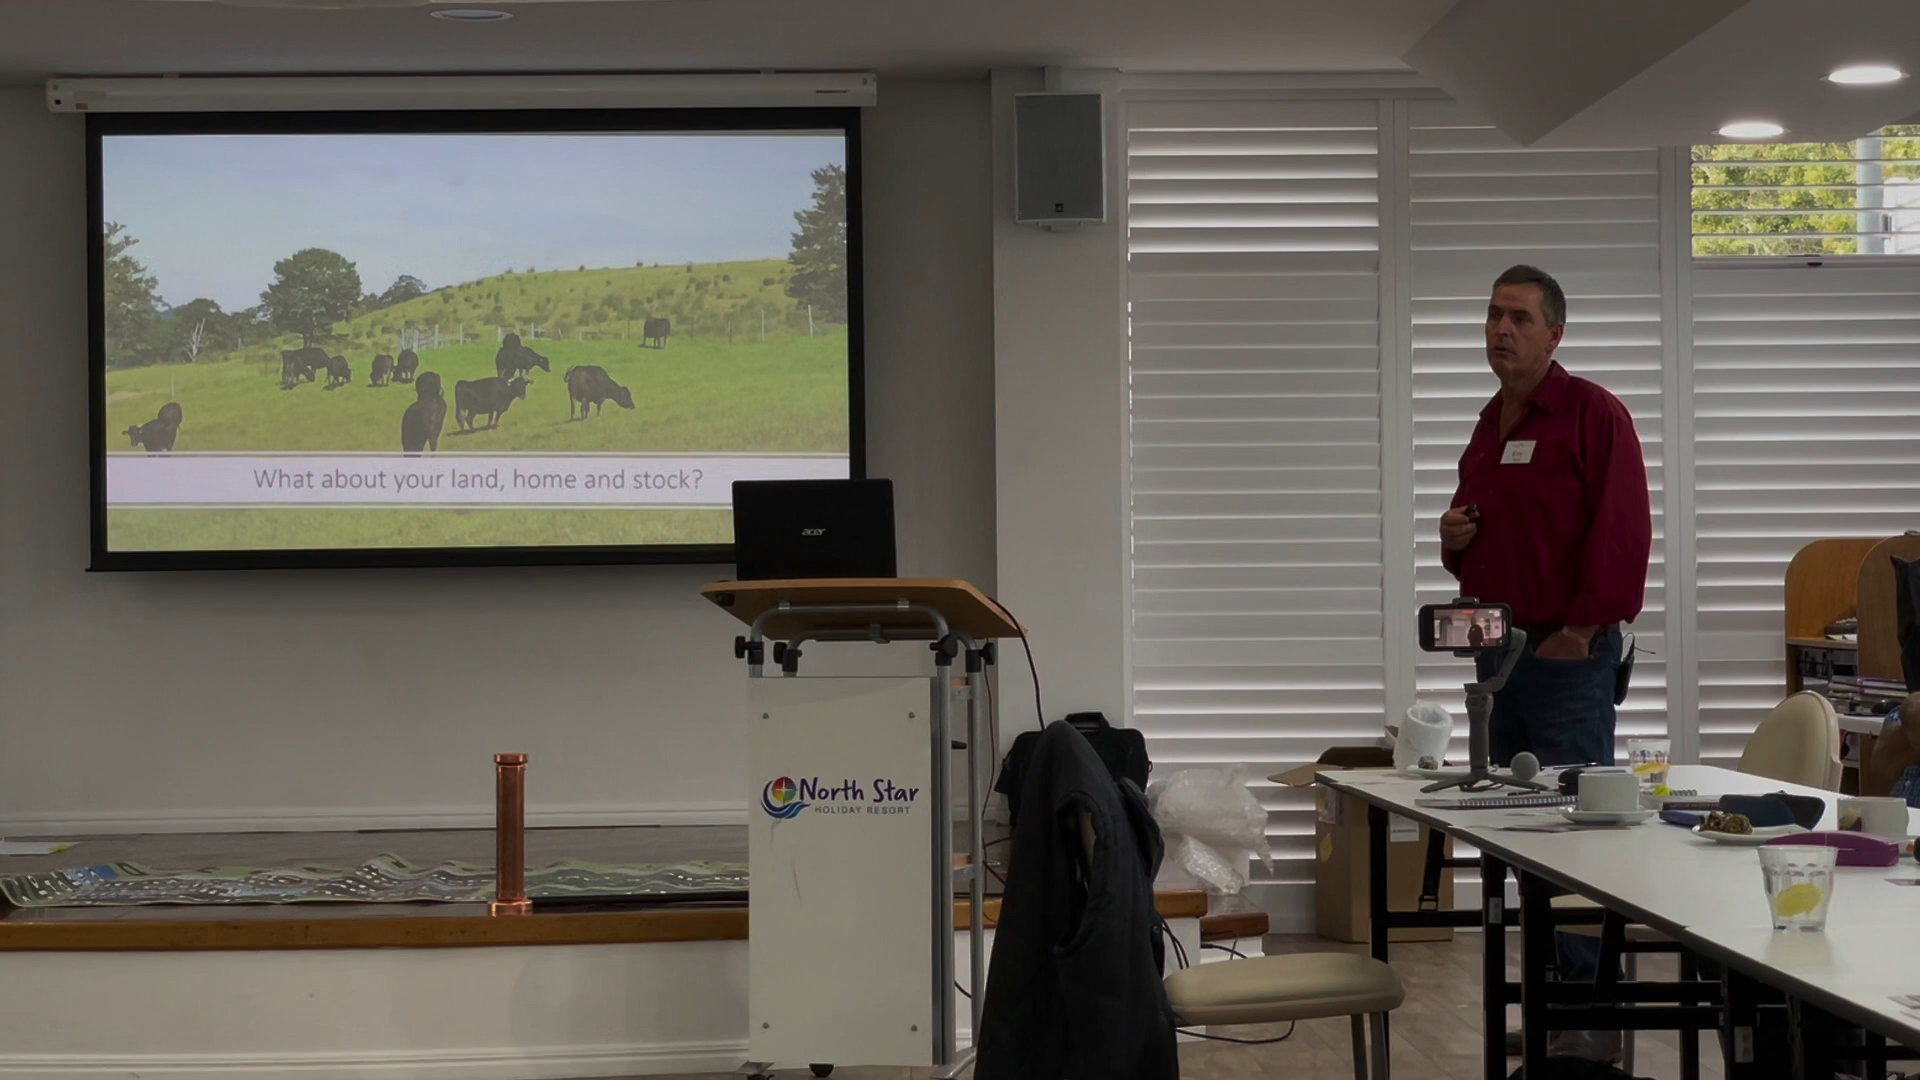 What about your land, home and stock?
acer
North Star
HOLIDAY RESORT